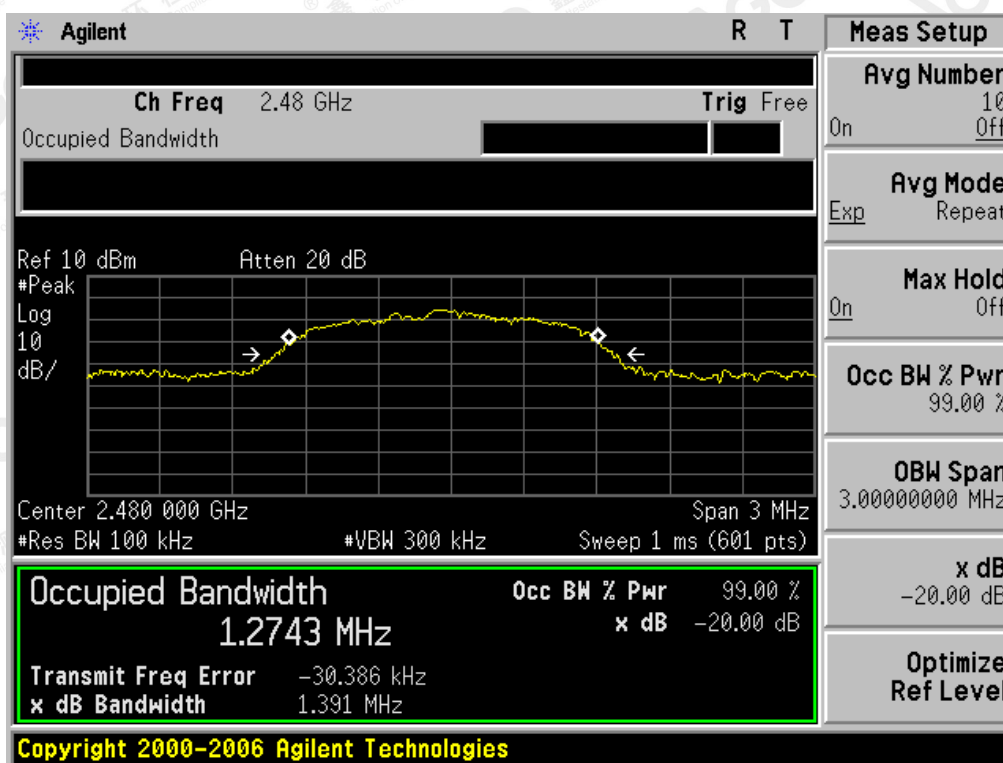 Agilent R T Meas Setup
Ch Freq 2.48 GHz Trig Free
Occupied Bandwidth
Ref 10 dBm Atten 20 dB
#Peak
Log
10
dB/
Center 2.480 000 GHz Span 3 MHz
#Res BW 100 kHz #VBW 300 kHz Sweep 1 ms (601 pts)
Occupied Bandwidth
1.2743 MHz
Occ BW % Pwr 99.00 %
x dB -20.00 dB
Transmit Freq Error -30.386 kHz
x dB Bandwidth 1.391 MHz
Avg Number
10
On Off
Avg Mode
Exp Repeat
Max Hold
On Off
Occ BW % Pwr
99.00 %
OBW Span
3.00000000 MHz
x dB
-20.00 dB
Optimize
Ref Level
Copyright 2000-2006 Agilent Technologies